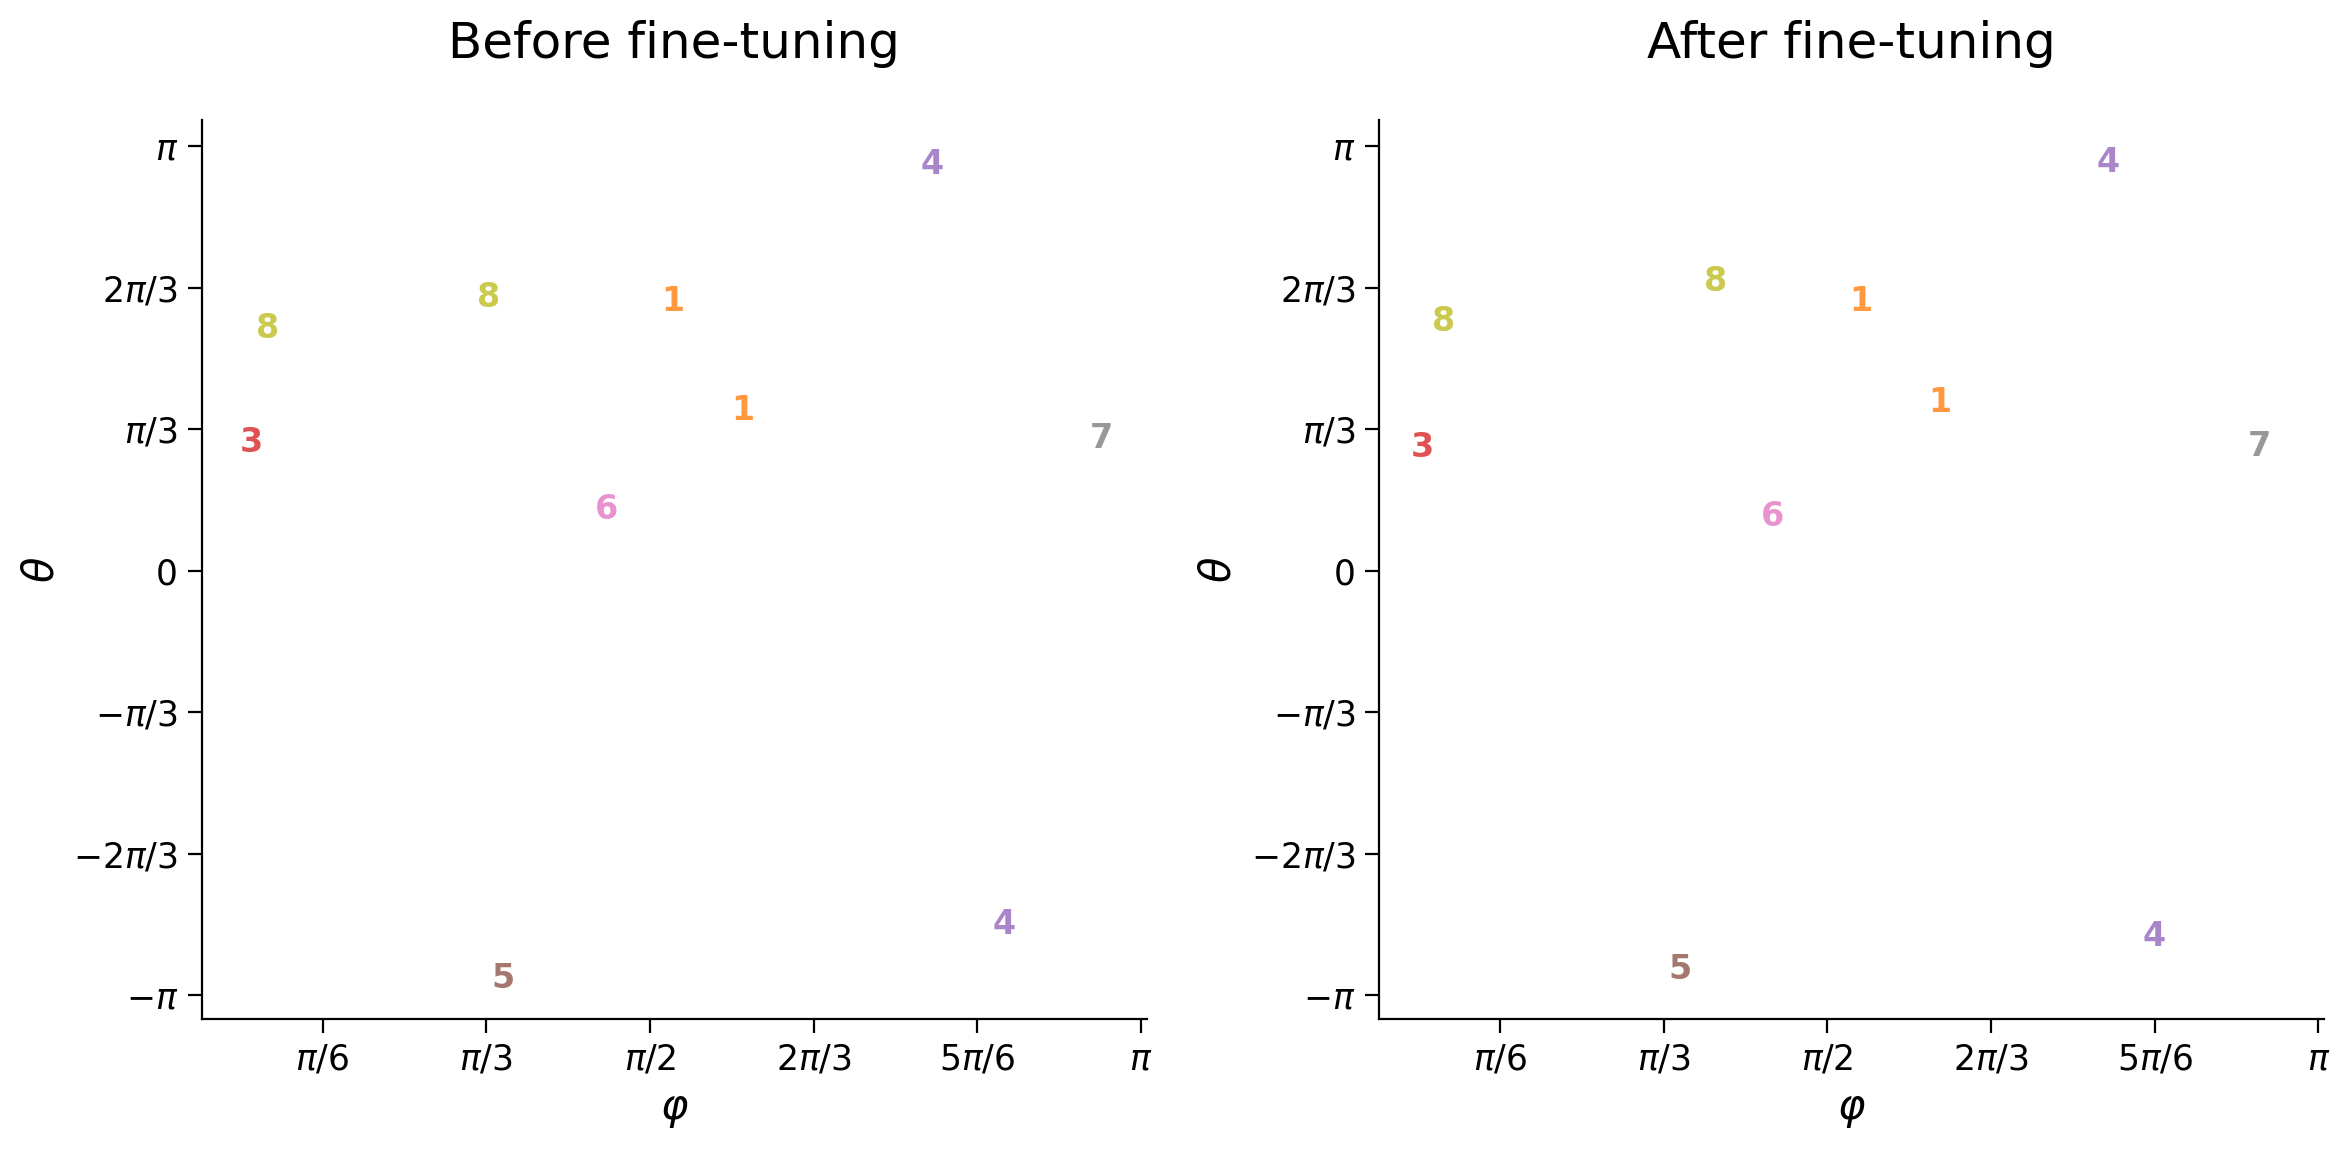 Before fine-tuning
π
2π/3
π/3
0
−π/3
−2π/3
−π
θ
4
8
8
1
1
3
7
6
4
5
π/6 π/3 π/2 2π/3 5π/6 π
φ
After fine-tuning
π
2π/3
π/3
0
−π/3
−2π/3
−π
θ
4
8
1
8
1
3
7
6
4
5
π/6 π/3 π/2 2π/3 5π/6 π
φ